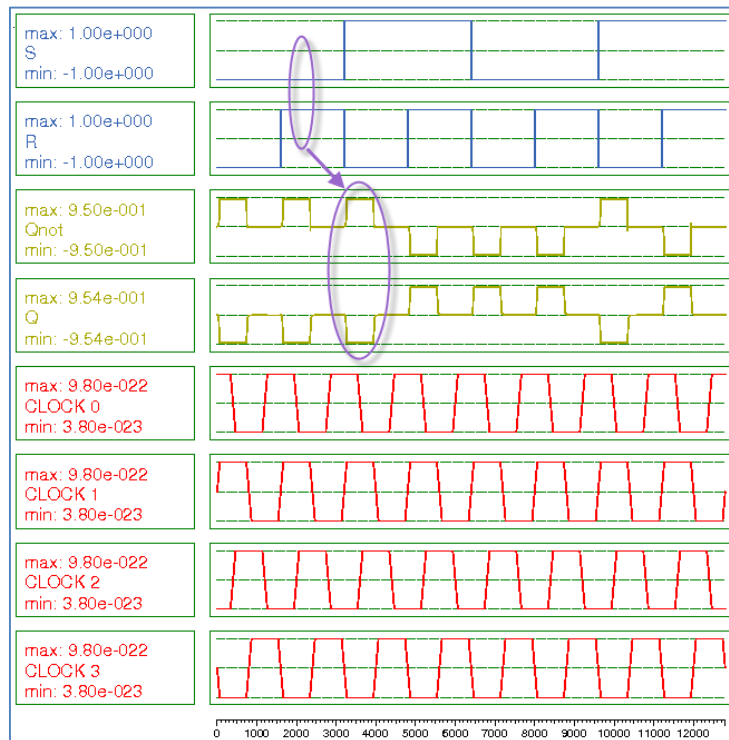 max: 1.00e+000
S
min: -1.00e+000
max: 1.00e+000
R
min: -1.00e+000
max: 9.50e-001
Qnot
min: -9.50e-001
max: 9.54e-001
Q
min: -9.54e-001
max: 9.80e-022
CLOCK 0
min: 3.80e-023
max: 9.80e-022
CLOCK 1
min: 3.80e-023
max: 9.80e-022
CLOCK 2
min: 3.80e-023
max: 9.80e-022
CLOCK 3
min: 3.80e-023
0 1000 2000 3000 4000 5000 6000 7000 8000 9000 10000 11000 12000